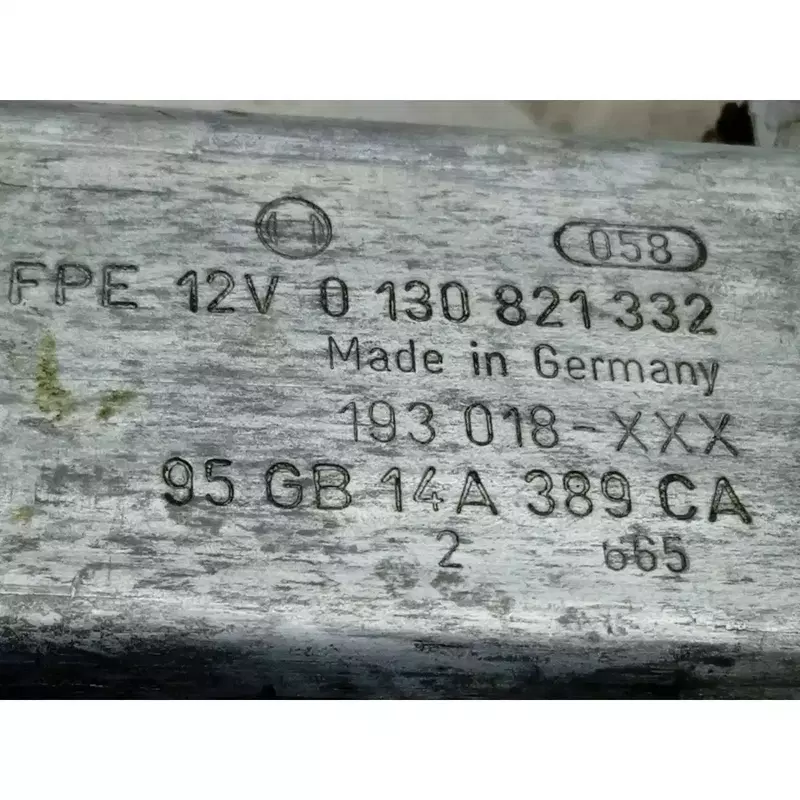 058
FPE 12V 0 130 821 332
Made in Germany
193 018-XXX
95 GB 14A 389 CA
2 665